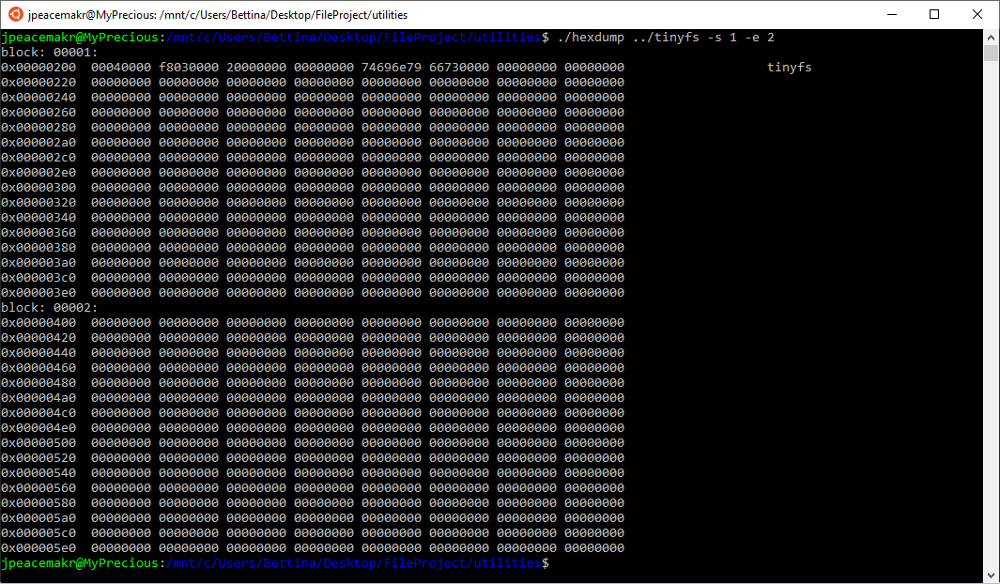 jpeacemakr@MyPrecious: /mnt/c/Users/Bettina/Desktop/FileProject/utilities
jpeacemakr@MyPrecious:/mnt/c/Users/Bettina/Desktop/FileProject/utilities$ ./hexdump ../tinyfs -s 1 -e 2
block: 00001:
0x00000200  00040000 f8030000 20000000 00000000 74696e79 66730000 00000000 00000000                   tinyfs
0x00000220  00000000 00000000 00000000 00000000 00000000 00000000 00000000 00000000
0x00000240  00000000 00000000 00000000 00000000 00000000 00000000 00000000 00000000
0x00000260  00000000 00000000 00000000 00000000 00000000 00000000 00000000 00000000
0x00000280  00000000 00000000 00000000 00000000 00000000 00000000 00000000 00000000
0x000002a0  00000000 00000000 00000000 00000000 00000000 00000000 00000000 00000000
0x000002c0  00000000 00000000 00000000 00000000 00000000 00000000 00000000 00000000
0x000002e0  00000000 00000000 00000000 00000000 00000000 00000000 00000000 00000000
0x00000300  00000000 00000000 00000000 00000000 00000000 00000000 00000000 00000000
0x00000320  00000000 00000000 00000000 00000000 00000000 00000000 00000000 00000000
0x00000340  00000000 00000000 00000000 00000000 00000000 00000000 00000000 00000000
0x00000360  00000000 00000000 00000000 00000000 00000000 00000000 00000000 00000000
0x00000380  00000000 00000000 00000000 00000000 00000000 00000000 00000000 00000000
0x000003a0  00000000 00000000 00000000 00000000 00000000 00000000 00000000 00000000
0x000003c0  00000000 00000000 00000000 00000000 00000000 00000000 00000000 00000000
0x000003e0  00000000 00000000 00000000 00000000 00000000 00000000 00000000 00000000
block: 00002:
0x00000400  00000000 00000000 00000000 00000000 00000000 00000000 00000000 00000000
0x00000420  00000000 00000000 00000000 00000000 00000000 00000000 00000000 00000000
0x00000440  00000000 00000000 00000000 00000000 00000000 00000000 00000000 00000000
0x00000460  00000000 00000000 00000000 00000000 00000000 00000000 00000000 00000000
0x00000480  00000000 00000000 00000000 00000000 00000000 00000000 00000000 00000000
0x000004a0  00000000 00000000 00000000 00000000 00000000 00000000 00000000 00000000
0x000004c0  00000000 00000000 00000000 00000000 00000000 00000000 00000000 00000000
0x000004e0  00000000 00000000 00000000 00000000 00000000 00000000 00000000 00000000
0x00000500  00000000 00000000 00000000 00000000 00000000 00000000 00000000 00000000
0x00000520  00000000 00000000 00000000 00000000 00000000 00000000 00000000 00000000
0x00000540  00000000 00000000 00000000 00000000 00000000 00000000 00000000 00000000
0x00000560  00000000 00000000 00000000 00000000 00000000 00000000 00000000 00000000
0x00000580  00000000 00000000 00000000 00000000 00000000 00000000 00000000 00000000
0x000005a0  00000000 00000000 00000000 00000000 00000000 00000000 00000000 00000000
0x000005c0  00000000 00000000 00000000 00000000 00000000 00000000 00000000 00000000
0x000005e0  00000000 00000000 00000000 00000000 00000000 00000000 00000000 00000000
jpeacemakr@MyPrecious:/mnt/c/Users/Bettina/Desktop/FileProject/utilities$